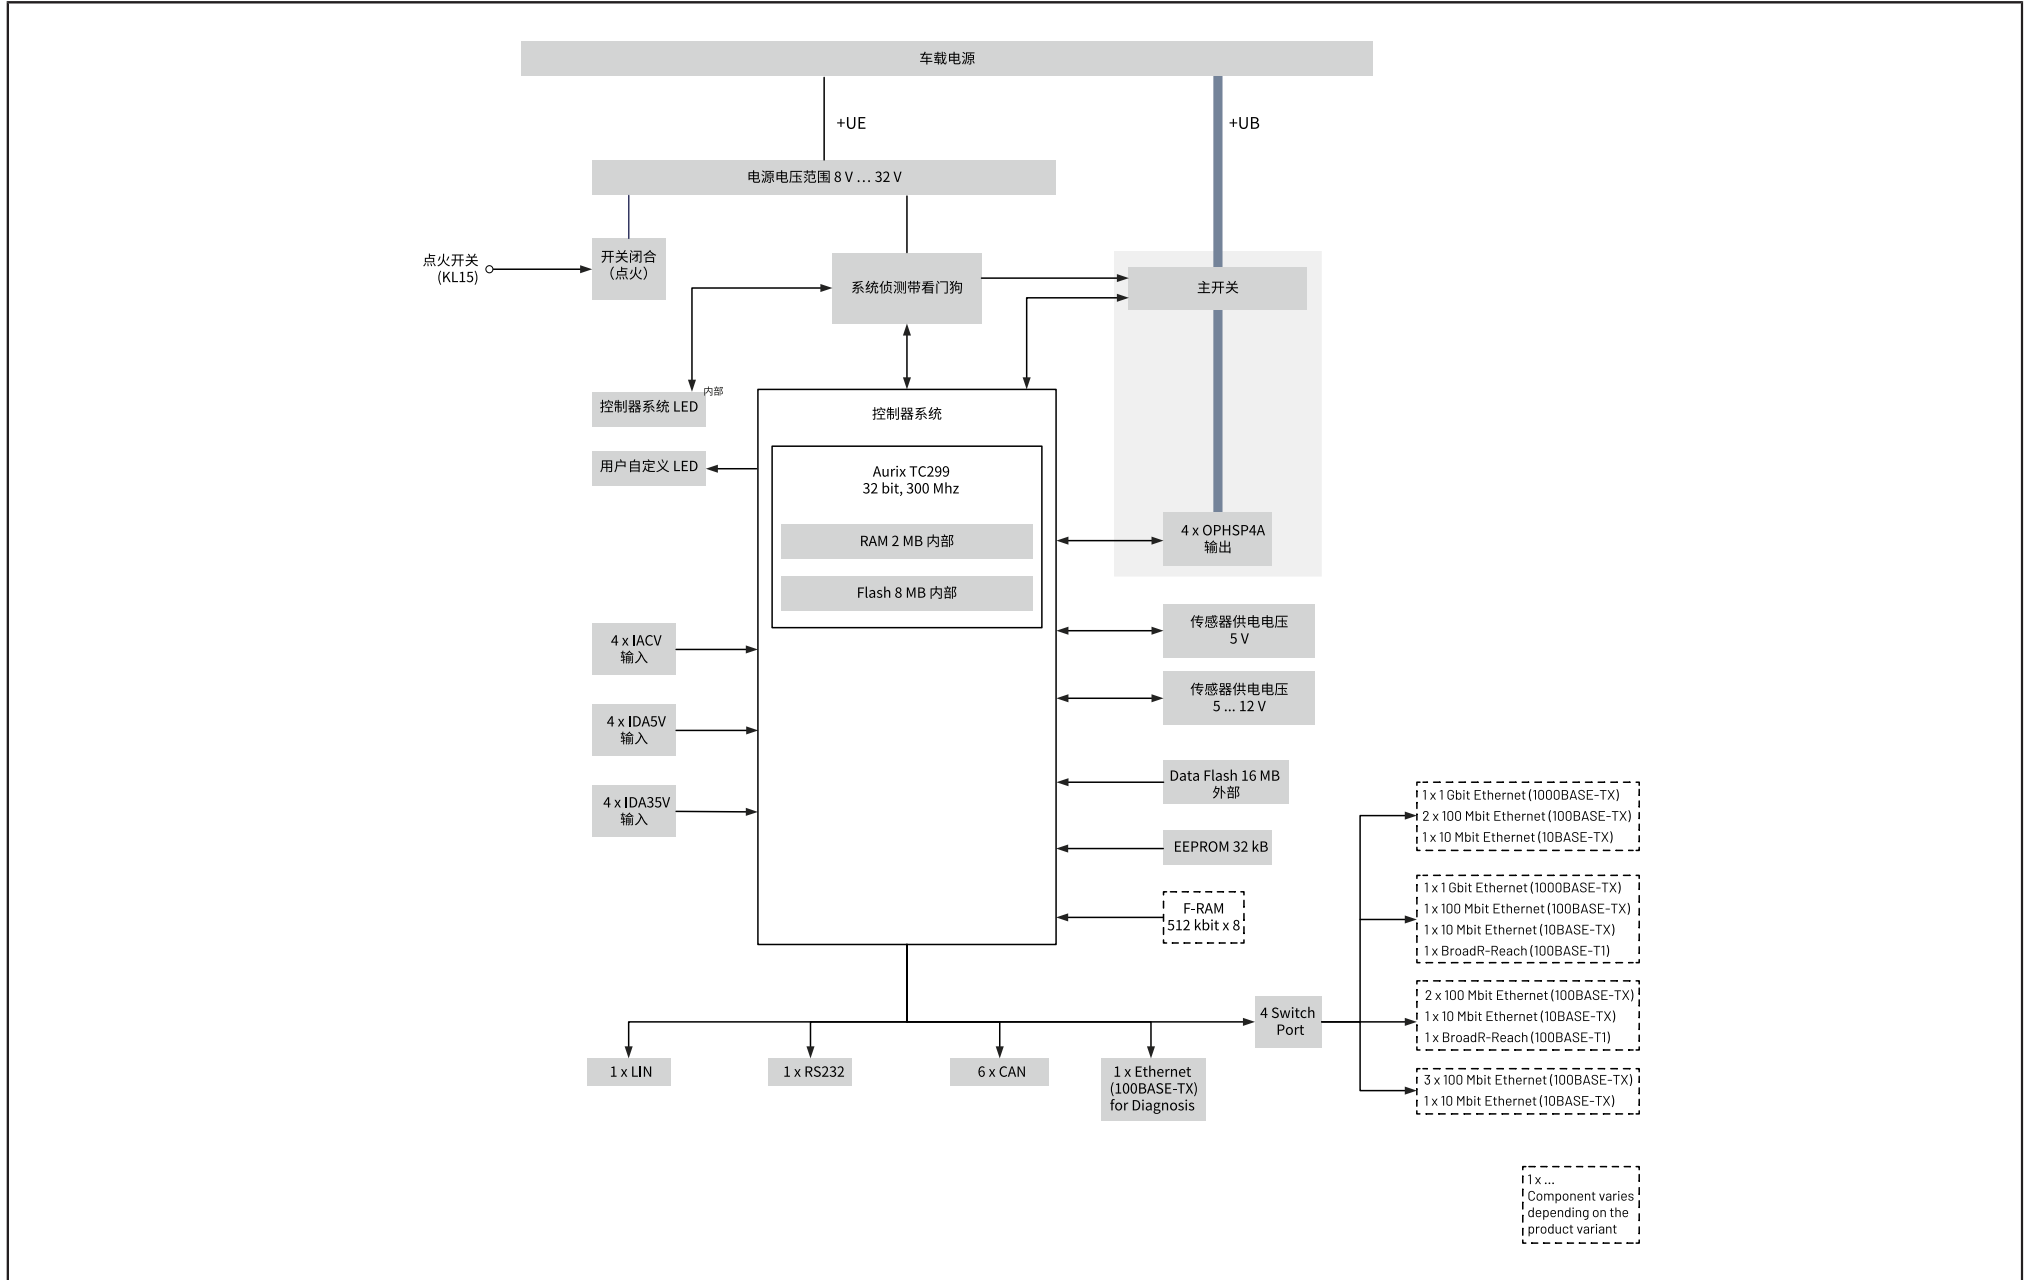 车载电源
+UE
+UB
电源电压范围 8 V … 32 V
点火开关
(KL15)
开关闭合
（点火）
系统侦测带看门狗
主开关
内部
控制器系统 LED
用户自定义 LED
控制器系统
Aurix TC299
32 bit, 300 Mhz
RAM 2 MB 内部
Flash 8 MB 内部
4 x OPHSP4A
输出
4 x IACV
输入
4 x IDA5V
输入
4 x IDA35V
输入
传感器供电电压
5 V
传感器供电电压
5 ... 12 V
Data Flash 16 MB
外部
EEPROM 32 kB
F-RAM
512 kbit x 8
1 x LIN
1 x RS232
6 x CAN
1 x Ethernet
(100BASE-TX)
for Diagnosis
4 Switch
Port
1 x 1 Gbit Ethernet (1000BASE-TX)
2 x 100 Mbit Ethernet (100BASE-TX)
1 x 10 Mbit Ethernet (10BASE-TX)
1 x 1 Gbit Ethernet (1000BASE-TX)
1 x 100 Mbit Ethernet (100BASE-TX)
1 x 10 Mbit Ethernet (10BASE-TX)
1 x BroadR-Reach (100BASE-T1)
2 x 100 Mbit Ethernet (100BASE-TX)
1 x 10 Mbit Ethernet (10BASE-TX)
1 x BroadR-Reach (100BASE-T1)
3 x 100 Mbit Ethernet (100BASE-TX)
1 x 10 Mbit Ethernet (10BASE-TX)
1 x ...
Component varies
depending on the
product variant